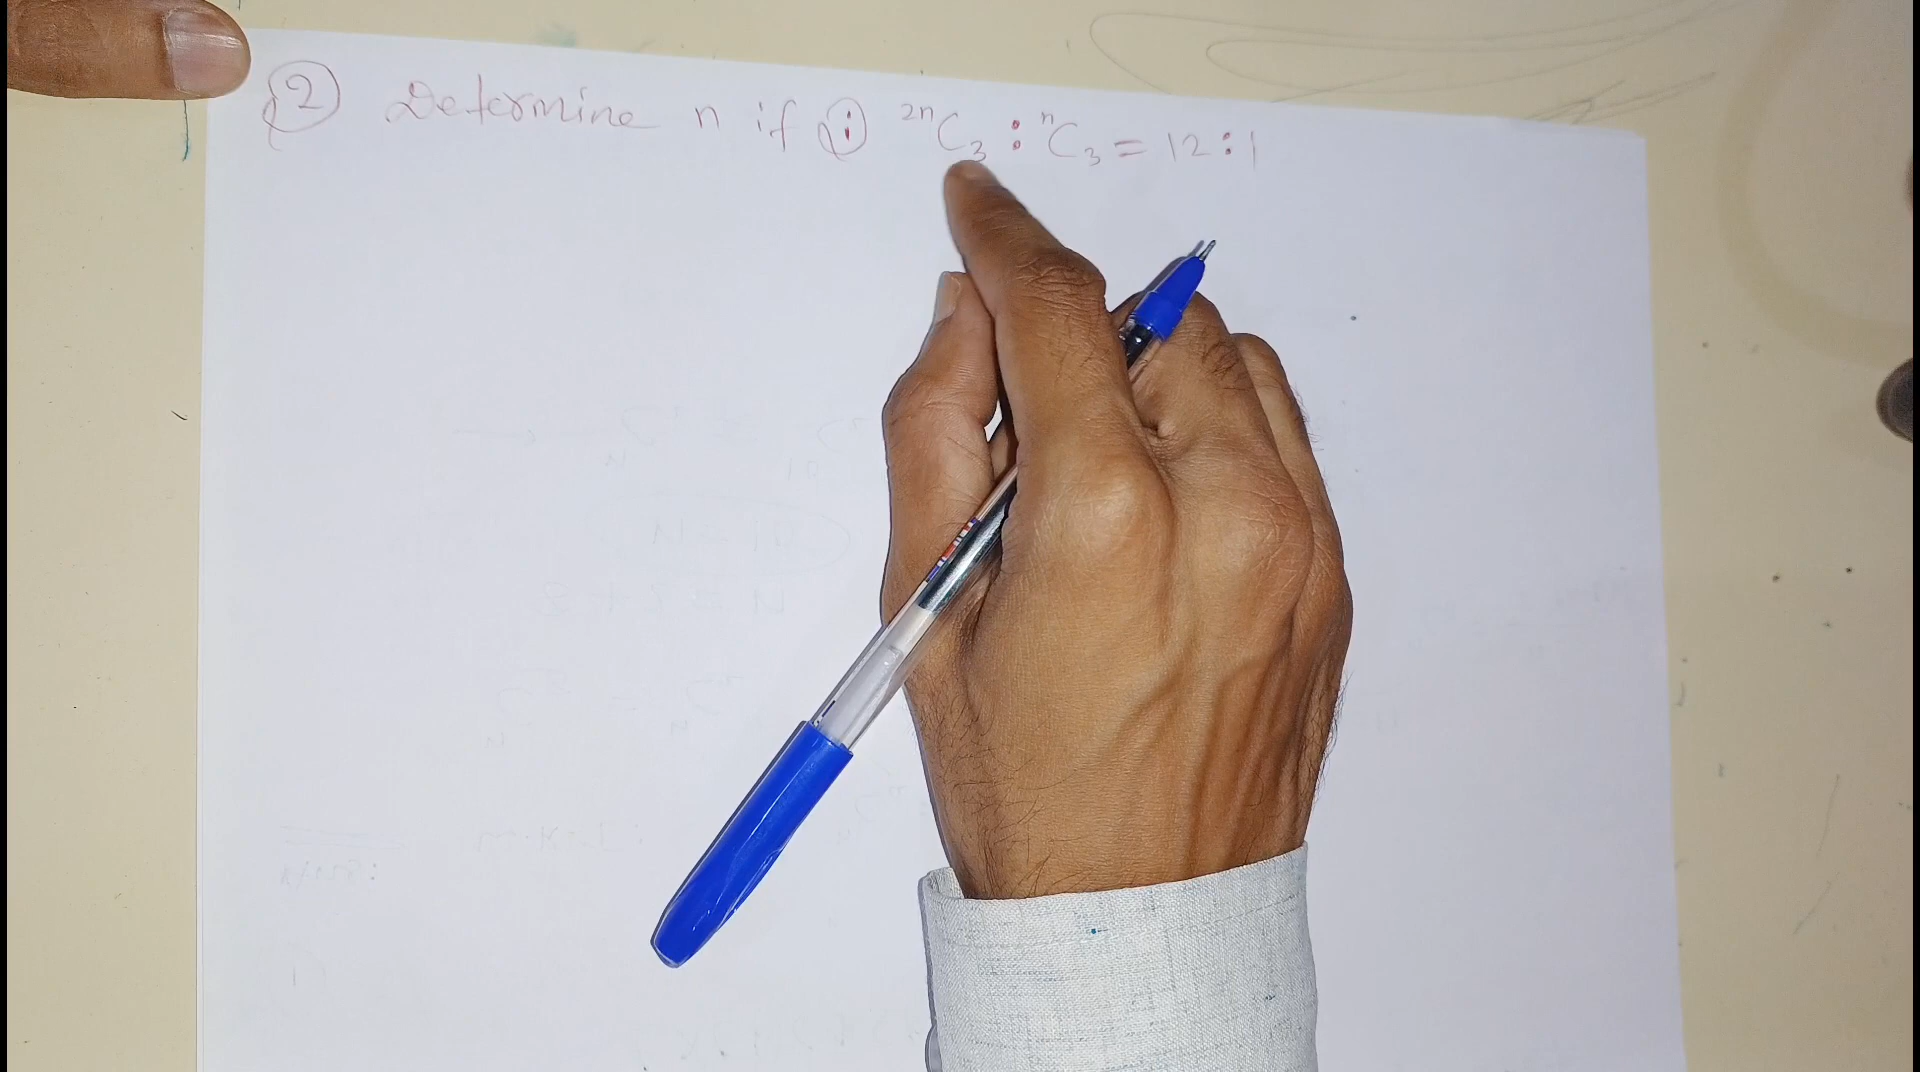 2 Determine n if i ²ⁿC₃ : ⁿC₃ = 12 : 1